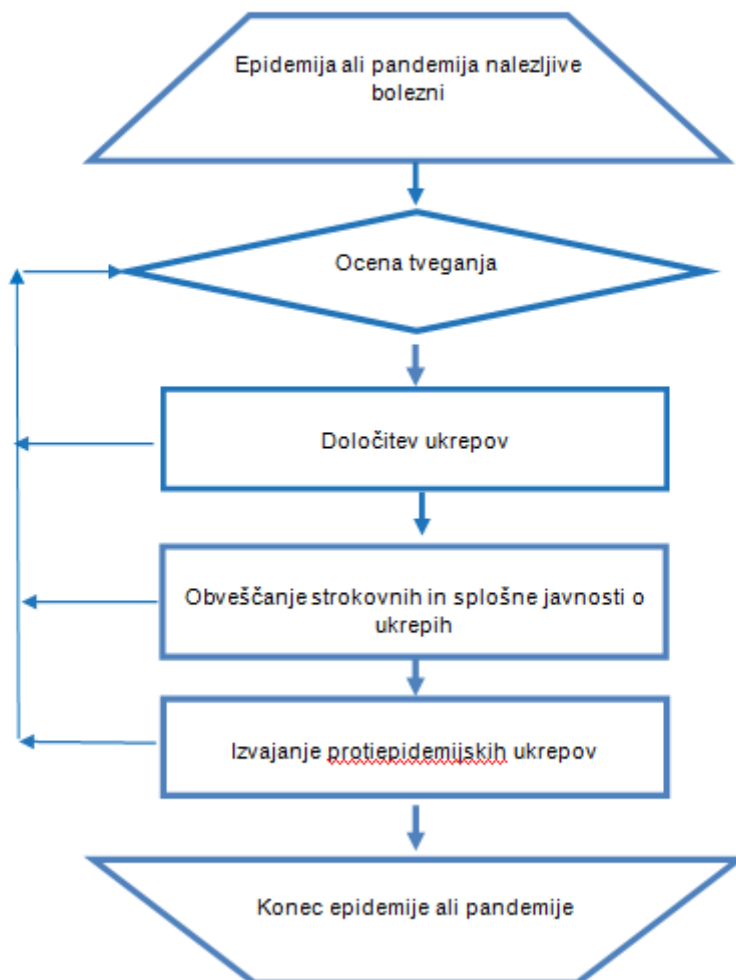 Epidemija ali pandemija nalezljive
bolezni
Ocena tveganja
Določitev ukrepov
Obveščanje strokovnih in splošne javnosti o
ukrepih
Izvajanje protiepidemijskih ukrepov
Konec epidemije ali pandemije